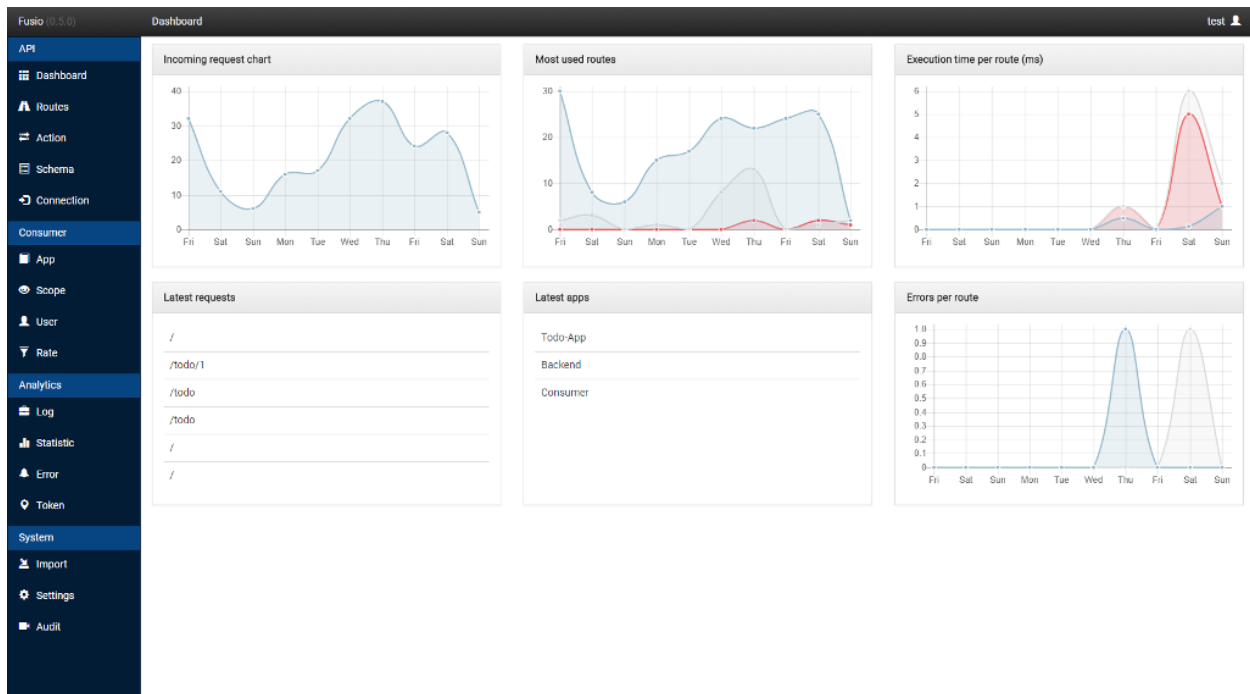 Fusio (0.5.0)
Dashboard
test
API
Dashboard
Routes
Action
Schema
Connection
Consumer
App
Scope
User
Rate
Analytics
Log
Statistic
Error
Token
System
Import
Settings
Audit
Incoming request chart
40
30
20
10
0
Fri Sat Sun Mon Tue Wed Thu Fri Sat Sun
Most used routes
30
20
10
0
Fri Sat Sun Mon Tue Wed Thu Fri Sat Sun
Execution time per route (ms)
6
5
4
3
2
1
0
Fri Sat Sun Mon Tue Wed Thu Fri Sat Sun
Latest requests
/
/todo/1
/todo
/todo
/
/
Latest apps
Todo-App
Backend
Consumer
Errors per route
1.0
0.9
0.8
0.7
0.6
0.5
0.4
0.3
0.2
0.1
0
Fri Sat Sun Mon Tue Wed Thu Fri Sat Sun